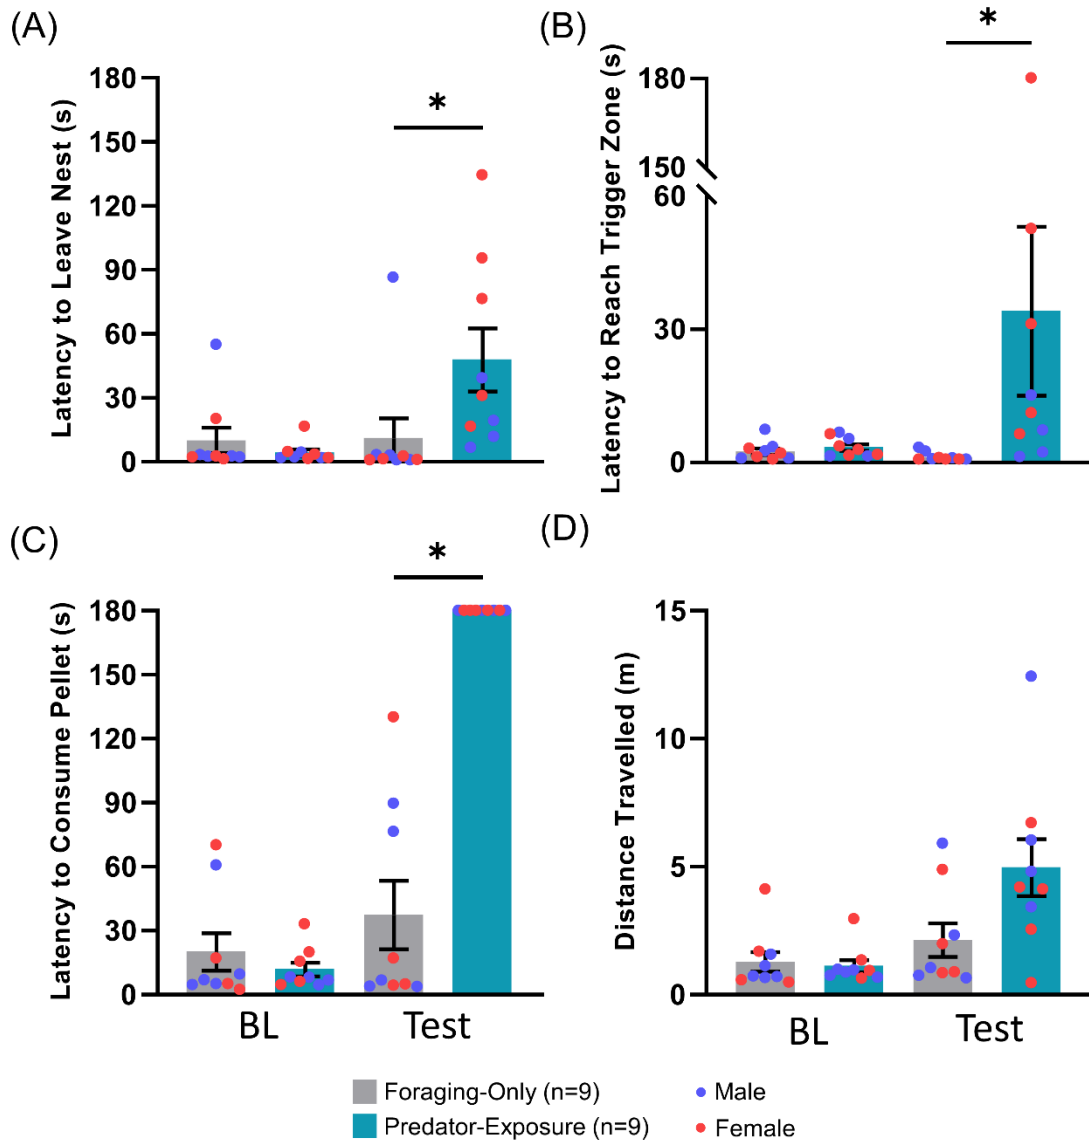 (A)
Latency to Leave Nest (s)
180
150
120
90
60
30
0
*
(B)
Latency to Reach Trigger Zone (s)
180
150
60
30
0
*
(C)
Latency to Consume Pellet (s)
180
150
120
90
60
30
0
*
BL
Test
(D)
Distance Travelled (m)
15
10
5
0
BL
Test
Foraging-Only (n=9)
Predator-Exposure (n=9)
Male
Female